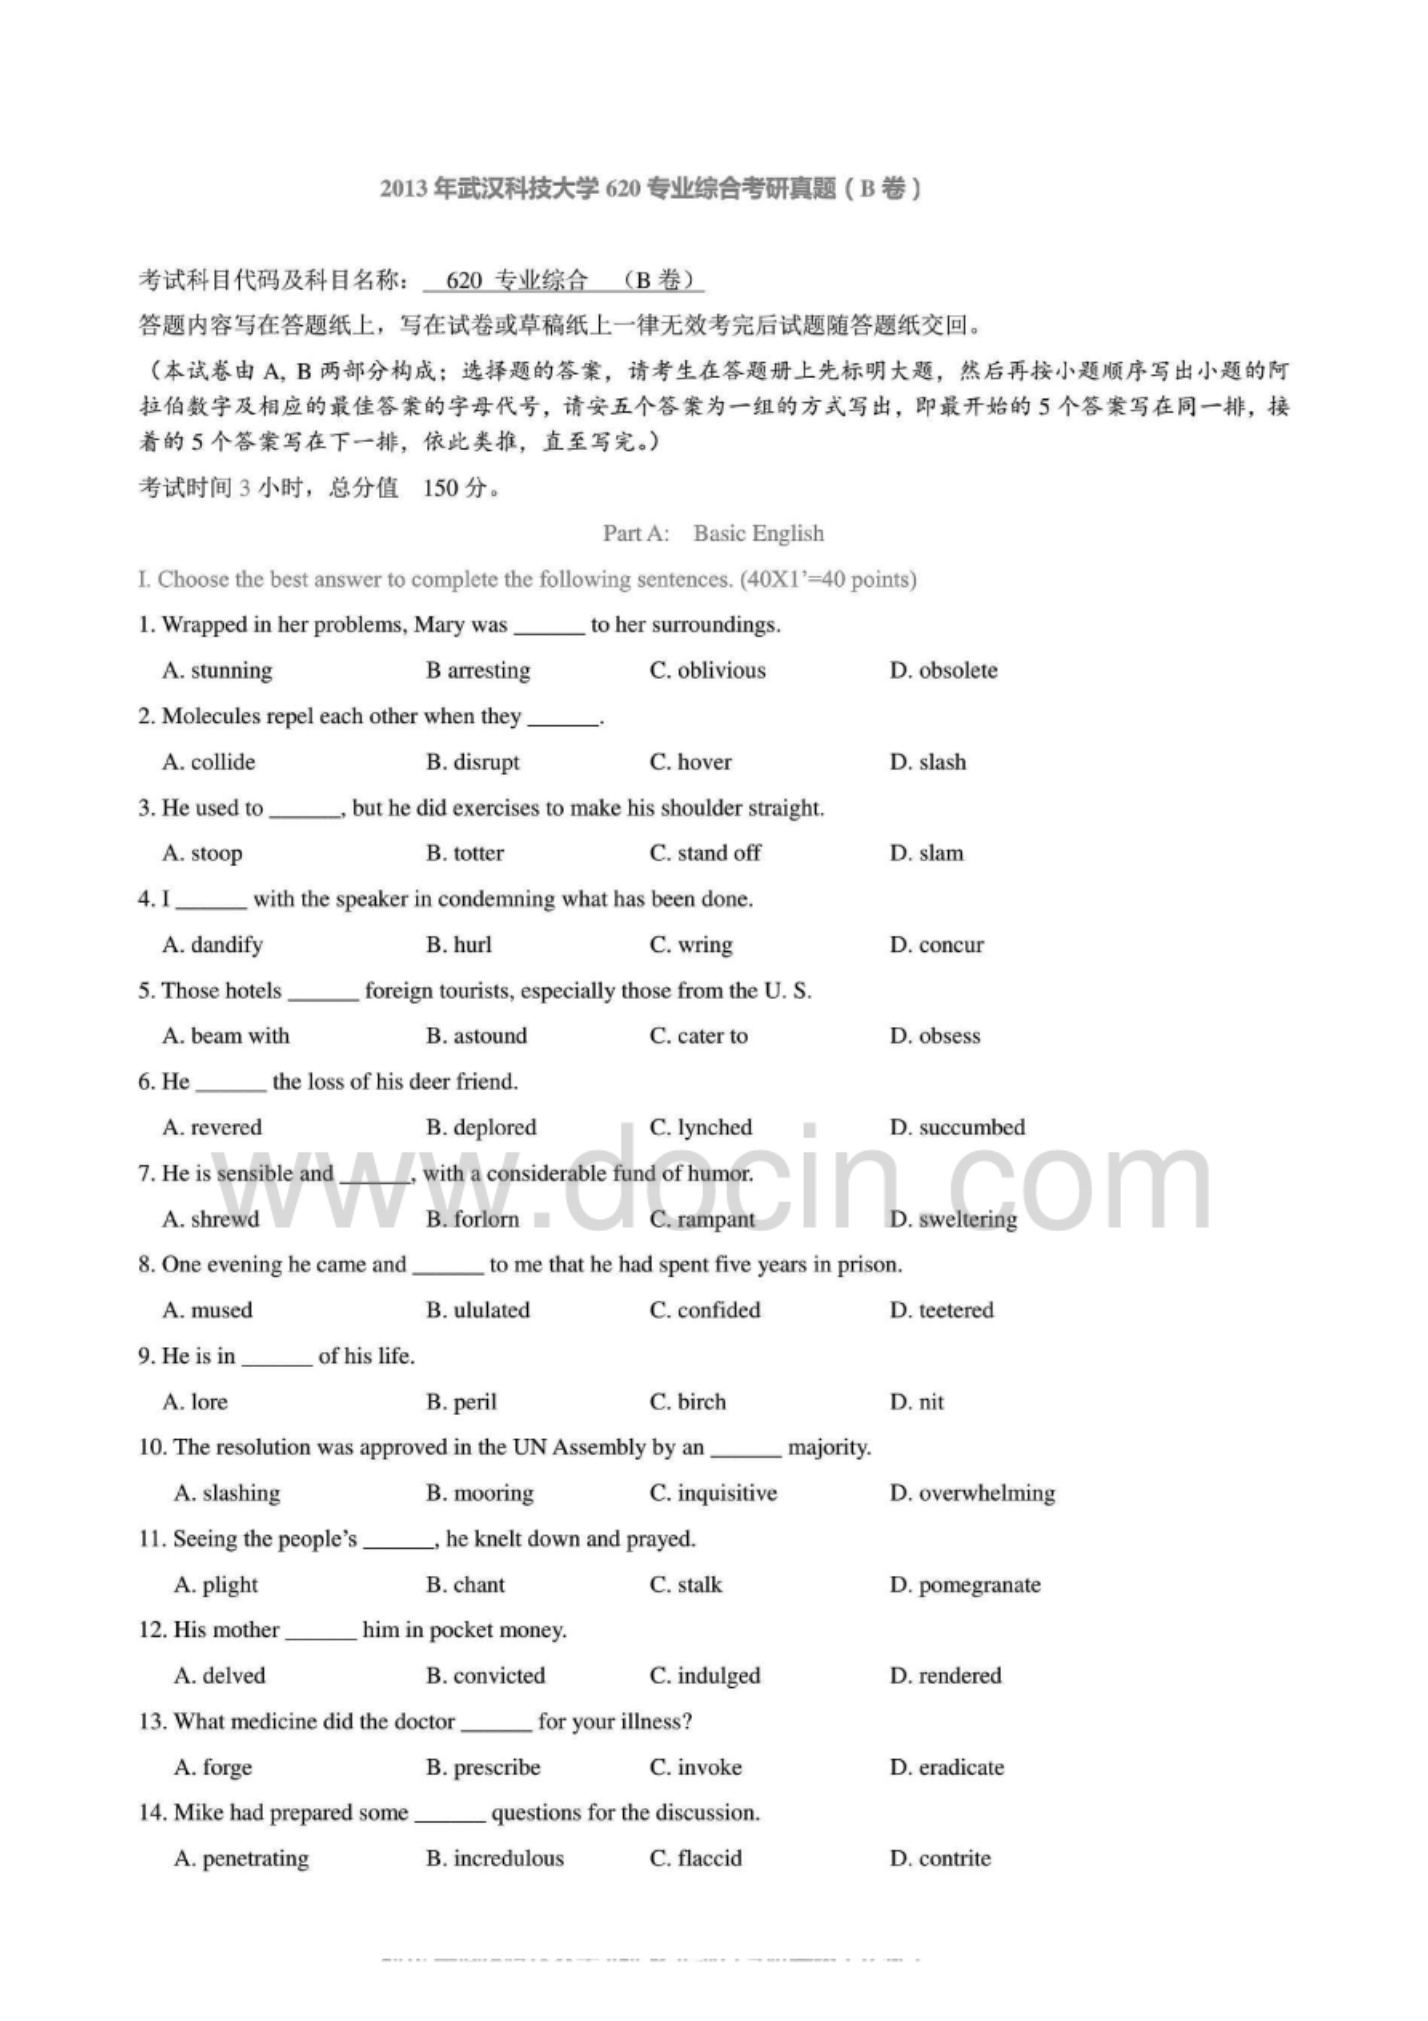 2013 年武汉科技大学 620 专业综合考研真题（B 卷）
考试科目代码及科目名称： 620 专业综合 （B 卷）
答题内容写在答题纸上，写在试卷或草稿纸上一律无效考完后试题随答题纸交回。
（本试卷由 A, B 两部分构成；选择题的答案，请考生在答题册上先标明大题，然后再按小题顺序写出小题的阿
拉伯数字及相应的最佳答案的字母代号，请安五个答案为一组的方式写出，即最开始的 5 个答案写在同一排，接
着的 5 个答案写在下一排，依此类推，直至写完。）
考试时间 3 小时，总分值 150 分。
Part A: Basic English
I. Choose the best answer to complete the following sentences. (40X1’=40 points)
1. Wrapped in her problems, Mary was ______ to her surroundings.
A. stunning B arresting C. oblivious D. obsolete
2. Molecules repel each other when they ______.
A. collide B. disrupt C. hover D. slash
3. He used to ______, but he did exercises to make his shoulder straight.
A. stoop B. totter C. stand off D. slam
4. I ______ with the speaker in condemning what has been done.
A. dandify B. hurl C. wring D. concur
5. Those hotels ______ foreign tourists, especially those from the U. S.
A. beam with B. astound C. cater to D. obsess
6. He ______ the loss of his deer friend.
A. revered B. deplored C. lynched D. succumbed
www.docin.com
7. He is sensible and ______, with a considerable fund of humor.
A. shrewd B. forlorn C. rampant D. sweltering
8. One evening he came and ______ to me that he had spent five years in prison.
A. mused B. ululated C. confided D. teetered
9. He is in ______ of his life.
A. lore B. peril C. birch D. nit
10. The resolution was approved in the UN Assembly by an ______ majority.
A. slashing B. mooring C. inquisitive D. overwhelming
11. Seeing the people’s ______, he knelt down and prayed.
A. plight B. chant C. stalk D. pomegranate
12. His mother ______ him in pocket money.
A. delved B. convicted C. indulged D. rendered
13. What medicine did the doctor ______ for your illness?
A. forge B. prescribe C. invoke D. eradicate
14. Mike had prepared some ______ questions for the discussion.
A. penetrating B. incredulous C. flaccid D. contrite